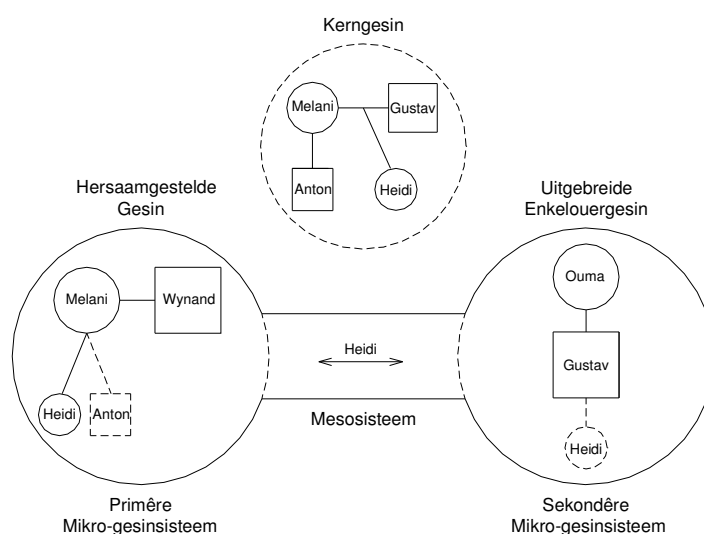 Kerngesin
Melani
Gustav
Anton
Heidi
Hersaamgestelde
Gesin
Melani
Wynand
Heidi
Anton
Primêre
Mikro-gesinsisteem
Heidi
Mesosisteem
Uitgebreide
Enkelouergesin
Ouma
Gustav
Heidi
Sekondêre
Mikro-gesinsisteem